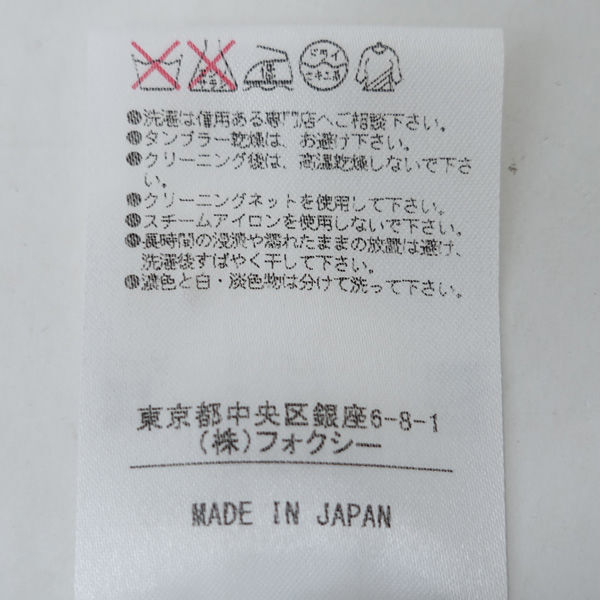 ドライ
セキユ系
●洗濯は信用ある専門店へご相談下さい。
●タンブラー乾燥は、お避け下さい。
●クリーニング後は、高温乾燥しないで下さ
い。
●クリーニングネットを使用して下さい。
●スチームアイロンを使用しないで下さい。
●長時間の浸漬や濡れたままの放置は避け、
洗濯後すばやく干して下さい。
●濃色と白・淡色物は分けて洗って下さい。
東京都中央区銀座6-8-1
(株)フォクシー
MADE IN JAPAN